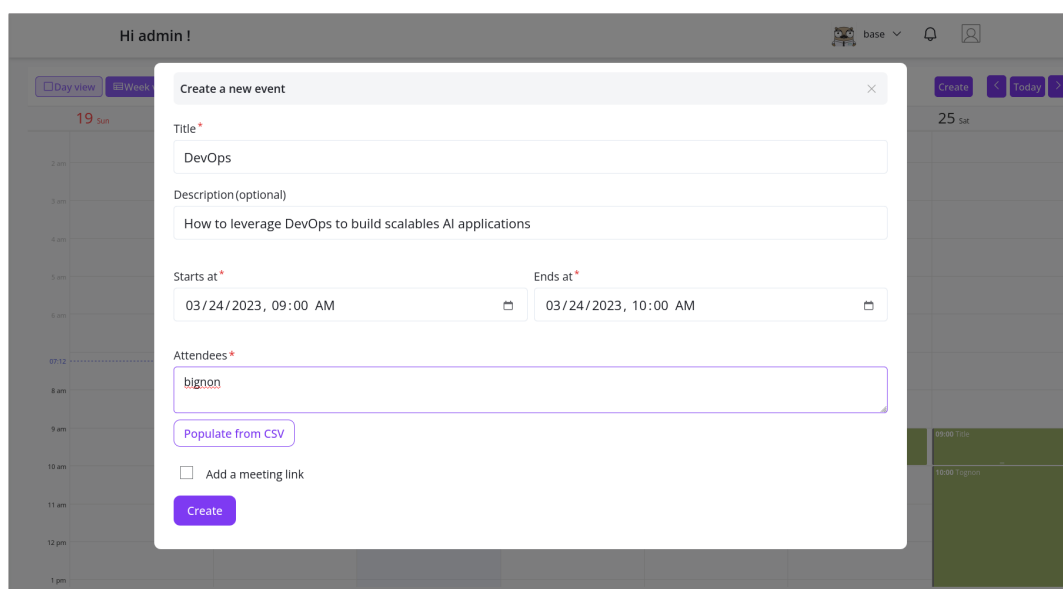 Hi admin !
base
Day view
Week
Create
Today
19 Sun
25 Sat
Create a new event
Title*
DevOps
Description (optional)
How to leverage DevOps to build scalables AI applications
Starts at*
Ends at*
03/24/2023, 09:00 AM
03/24/2023, 10:00 AM
Attendees*
bignon
Populate from CSV
Add a meeting link
Create
2 am
3 am
4 am
5 am
6 am
07:12
8 am
9 am
10 am
11 am
12 pm
1 pm
09:00 Title
10:00 Tognon